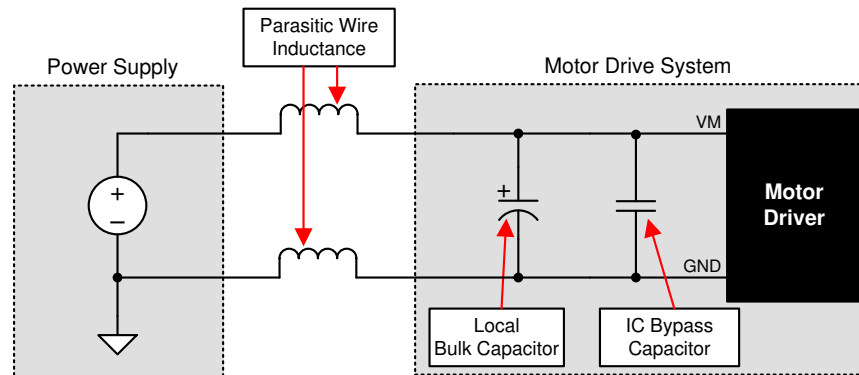 Parasitic Wire
Inductance
Power Supply
Motor Drive System
VM
+
−
+
Motor
Driver
GND
Local
Bulk Capacitor
IC Bypass
Capacitor